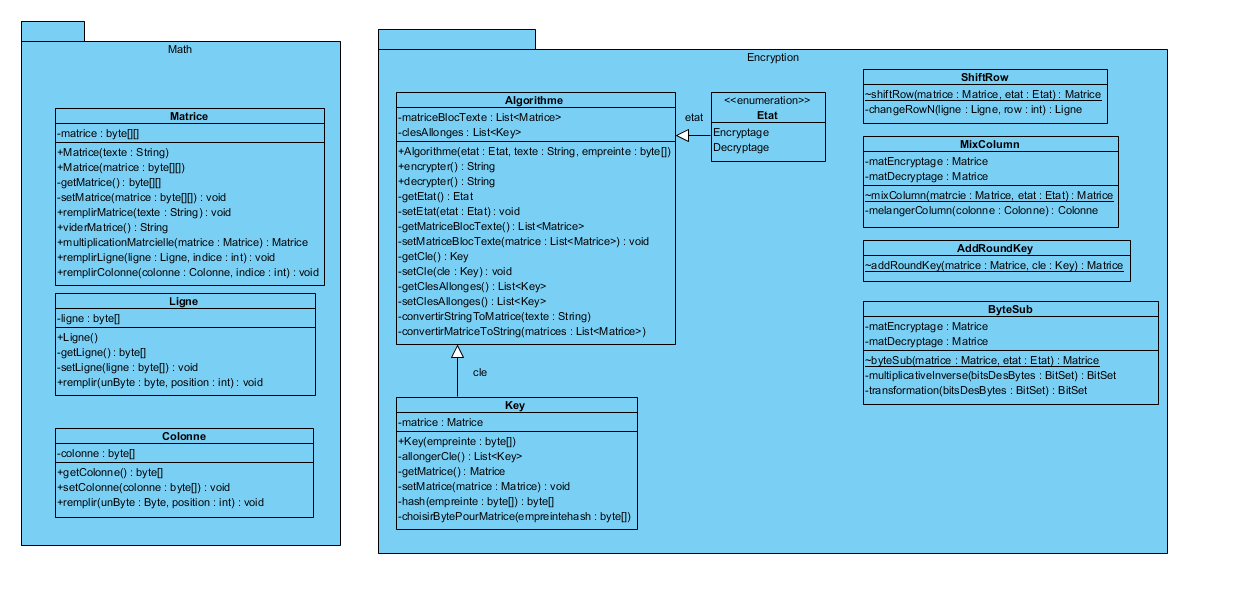 Math
Matrice
-matrice : byte[][]
+Matrice(texte : String)
+Matrice(matrice : byte[][])
-getMatrice() : byte[][]
-setMatrice(matrice : byte[][]) : void
+remplirMatrice(texte : String) : void
+viderMatrice() : String
+multiplicationMatrcielle(matrice : Matrice) : Matrice
+remplirLigne(ligne : Ligne, indice : int) : void
+remplirColonne(colonne : Colonne, indice : int) : void
Ligne
-ligne : byte[]
+Ligne()
-getLigne() : byte[]
-setLigne(ligne : byte[]) : void
+remplir(unByte : byte, position : int) : void
Colonne
-colonne : byte[]
+getColonne() : byte[]
+setColonne(colonne : byte[]) : void
+remplir(unByte : Byte, position : int) : void
Encryption
Algorithme
-matriceBlocTexte : List<Matrice>
-clesAllonges : List<Key>
+Algorithme(etat : Etat, texte : String, empreinte : byte[])
+encrypter() : String
+decrypter() : String
-getEtat() : Etat
-setEtat(etat : Etat) : void
-getMatriceBlocTexte() : List<Matrice>
-setMatriceBlocTexte(matrice : List<Matrice>) : void
-getCle() : Key
-setCle(cle : Key) : void
-getClesAllonges() : List<Key>
-setClesAllonges() : List<Key>
-convertirStringToMatrice(texte : String)
-convertirMatriceToString(matrices : List<Matrice>)
etat
<<enumeration>>
Etat
Encryptage
Decryptage
cle
Key
-matrice : Matrice
+Key(empreinte : byte[])
-allongerCle() : List<Key>
-getMatrice() : Matrice
-setMatrice(matrice : Matrice) : void
-hash(empreinte : byte[]) : byte[]
-choisirBytePourMatrice(empreintehash : byte[])
ShiftRow
~shiftRow(matrice : Matrice, etat : Etat) : Matrice
-changeRowN(ligne : Ligne, row : int) : Ligne
MixColumn
-matEncryptage : Matrice
-matDecryptage : Matrice
~mixColumn(matrcie : Matrice, etat : Etat) : Matrice
-melangerColumn(colonne : Colonne) : Colonne
AddRoundKey
~addRoundKey(matrice : Matrice, cle : Key) : Matrice
ByteSub
-matEncryptage : Matrice
-matDecryptage : Matrice
~byteSub(matrice : Matrice, etat : Etat) : Matrice
-multiplicativeInverse(bitsDesBytes : BitSet) : BitSet
-transformation(bitsDesBytes : BitSet) : BitSet